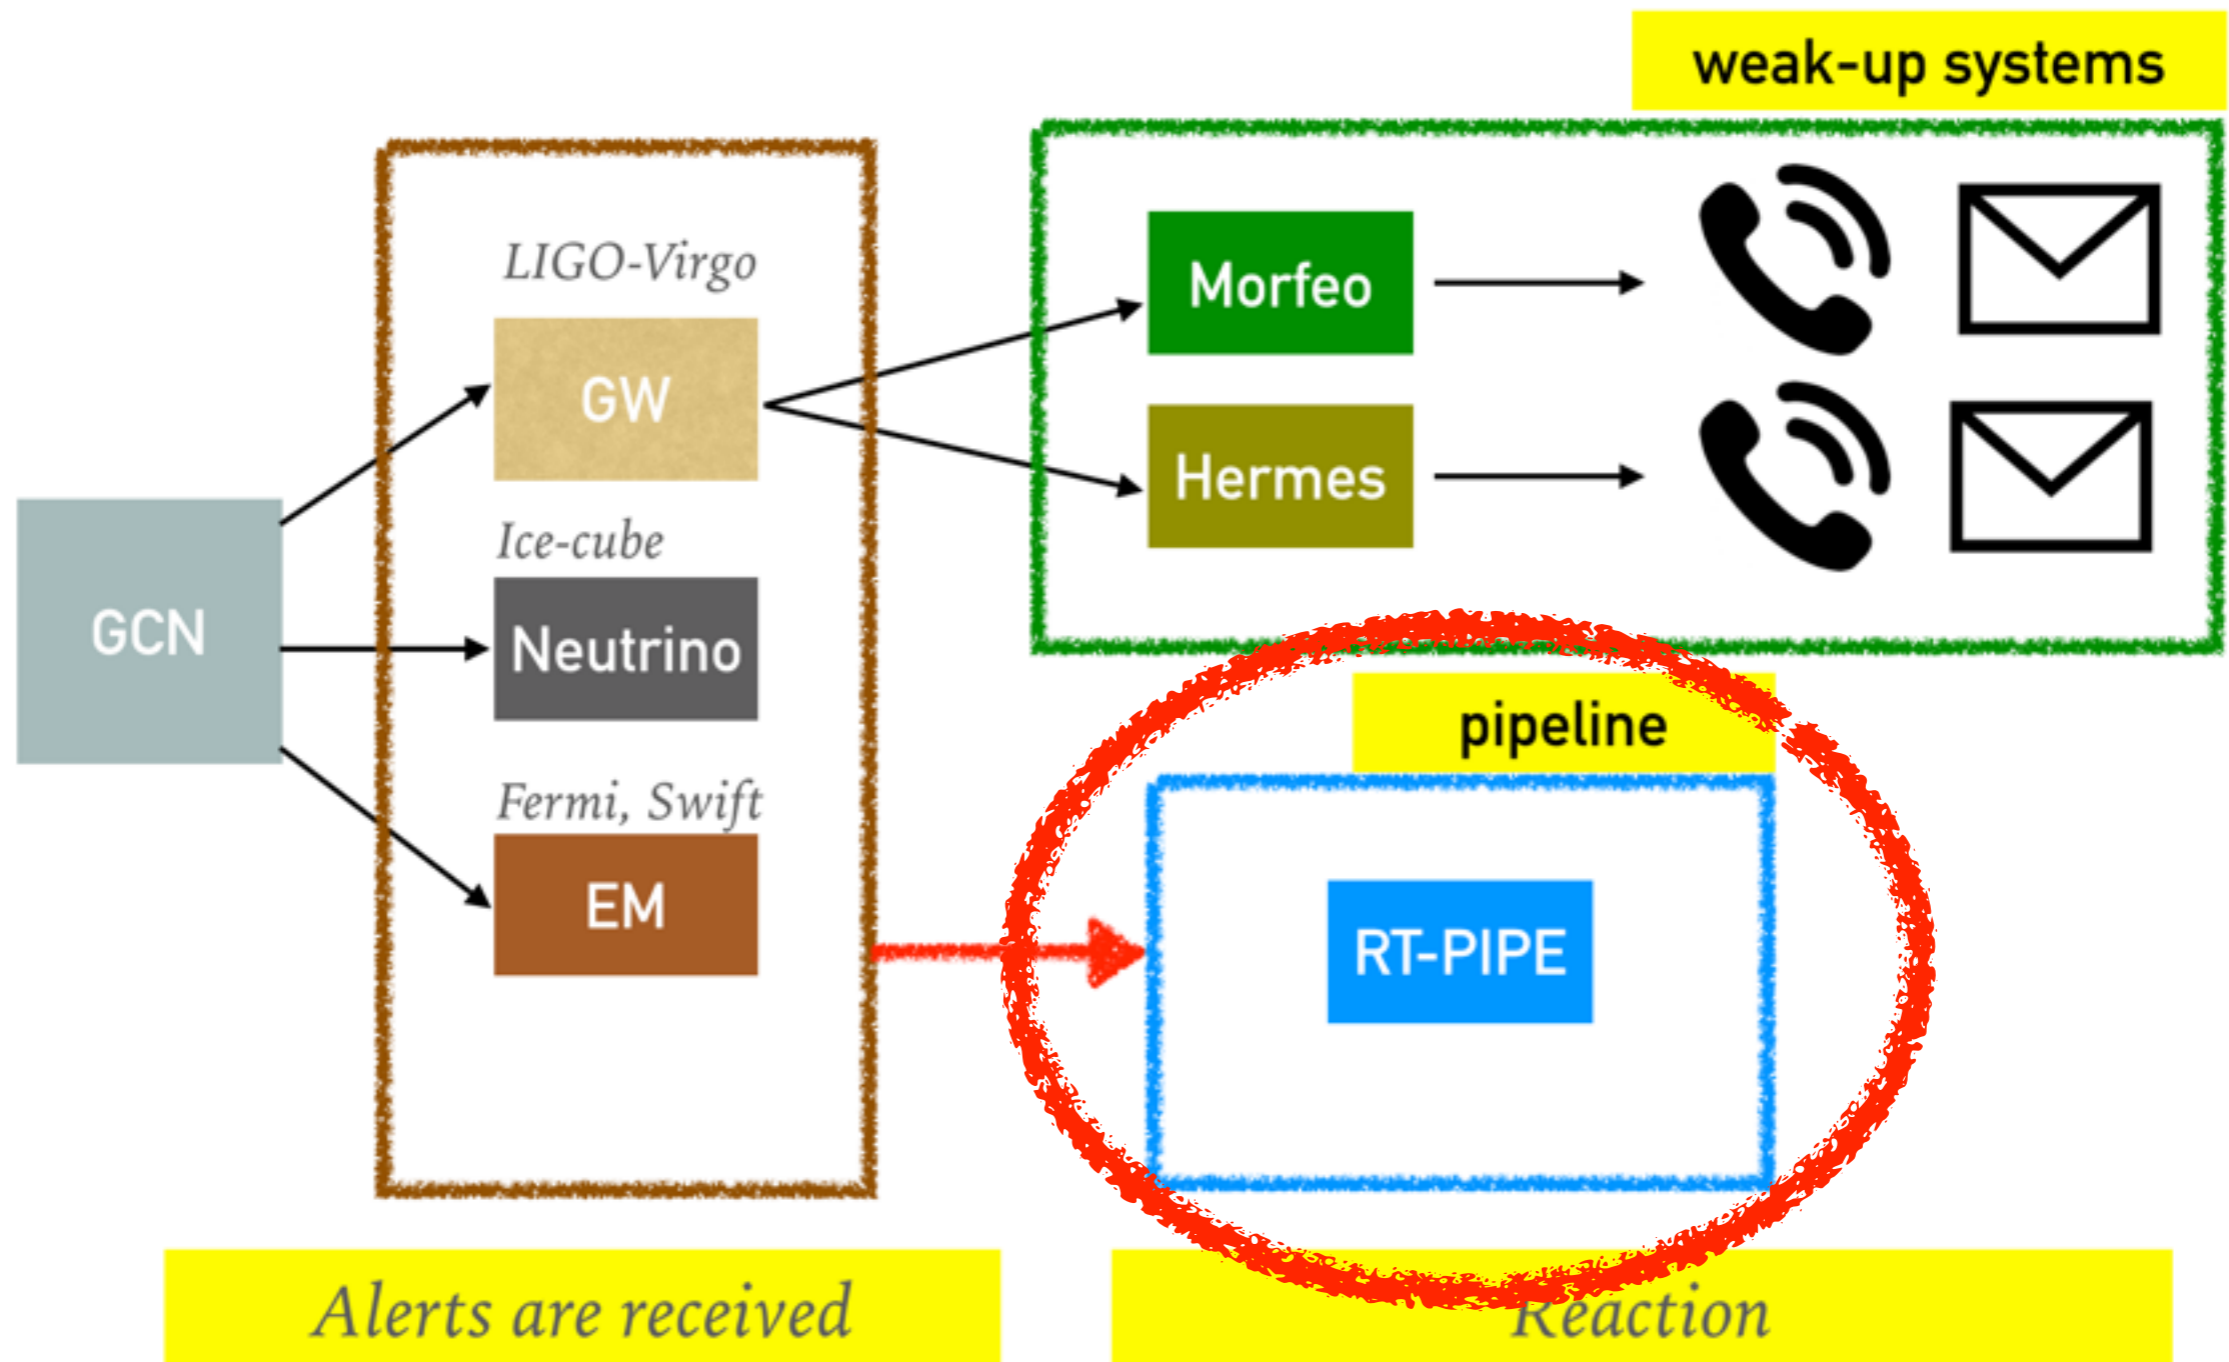 weak-up systems
LIGO-Virgo
GW
Morfeo
Hermes
Ice-cube
GCN
Neutrino
pipeline
Fermi, Swift
EM
RT-PIPE
Alerts are received
Reaction